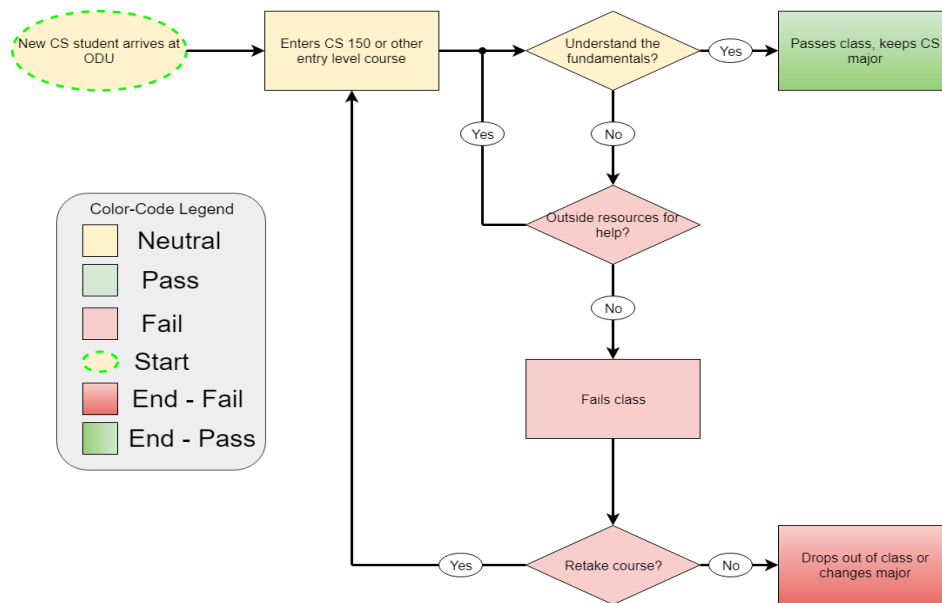 New CS student arrives at
ODU
Enters CS 150 or other
entry level course
Understand the
fundamentals?
Yes
Passes class, keeps CS
major
Yes
No
Color-Code Legend
Neutral
Pass
Fail
Start
End - Fail
End - Pass
Outside resources for
help?
No
Fails class
Yes
Retake course?
No
Drops out of class or
changes major